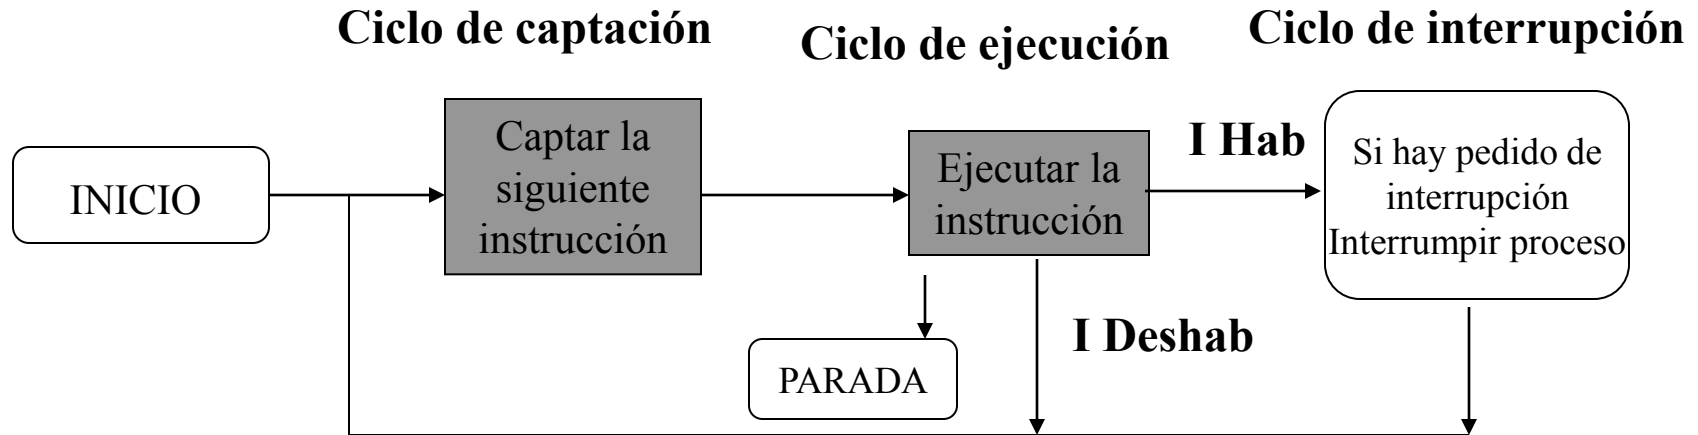 Ciclo de captación
Ciclo de ejecución
Ciclo de interrupción
INICIO
Captar la
siguiente
instrucción
Ejecutar la
instrucción
I Hab
Si hay pedido de
interrupción
Interrumpir proceso
I Deshab
PARADA